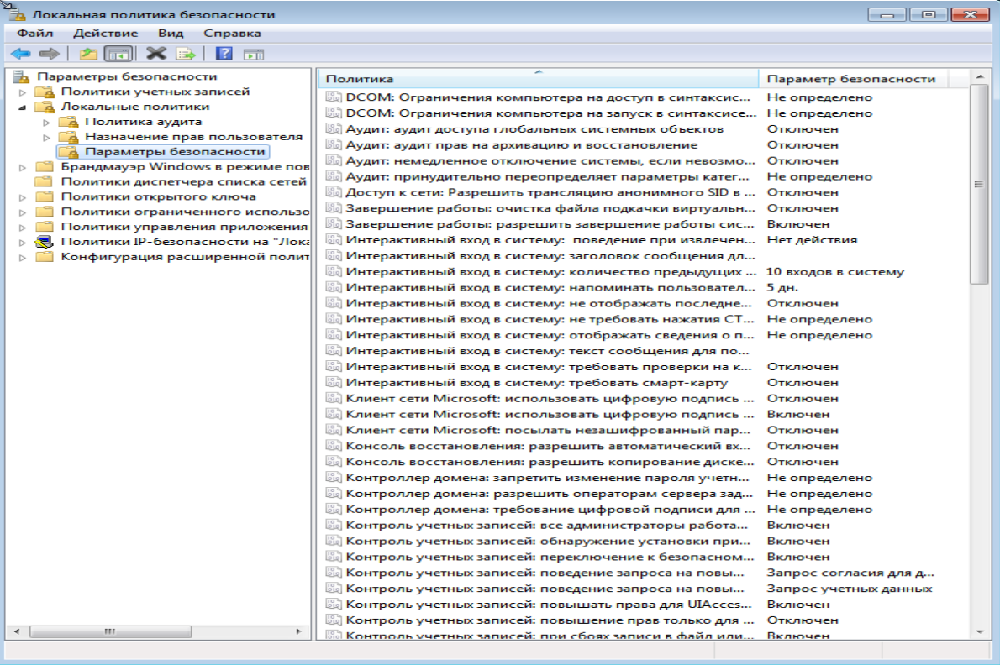 Локальная политика безопасности
Файл Действие Вид Справка
Параметры безопасности
Политики учетных записей
Локальные политики
Политика аудита
Назначение прав пользователя
Параметры безопасности
Брандмауэр Windows в режиме пов
Политики диспетчера списка сетей
Политики открытого ключа
Политики ограниченного использо
Политики управления приложения
Политики IP-безопасности на "Лока
Конфигурация расширенной полит
Политика Параметр безопасности
DCOM: Ограничения компьютера на доступ в синтаксис... Не определено
DCOM: Ограничения компьютера на запуск в синтаксисе... Не определено
Аудит: аудит доступа глобальных системных объектов Отключен
Аудит: аудит прав на архивацию и восстановление Отключен
Аудит: немедленное отключение системы, если невозмо... Отключен
Аудит: принудительно переопределяет параметры катег... Не определено
Доступ к сети: Разрешить трансляцию анонимного SID в ... Отключен
Завершение работы: очистка файла подкачки виртуальн... Отключен
Завершение работы: разрешить завершение работы сис... Включен
Интерактивный вход в систему:  поведение при извлечен... Нет действия
Интерактивный вход в систему: заголовок сообщения дл...
Интерактивный вход в систему: количество предыдущих ... 10 входов в систему
Интерактивный вход в систему: напоминать пользовател... 5 дн.
Интерактивный вход в систему: не отображать последне... Отключен
Интерактивный вход в систему: не требовать нажатия CT... Не определено
Интерактивный вход в систему: отображать сведения о п... Не определено
Интерактивный вход в систему: текст сообщения для по...
Интерактивный вход в систему: требовать проверки на к... Отключен
Интерактивный вход в систему: требовать смарт-карту Отключен
Клиент сети Microsoft: использовать цифровую подпись ... Отключен
Клиент сети Microsoft: использовать цифровую подпись ... Включен
Клиент сети Microsoft: посылать незашифрованный пар... Отключен
Консоль восстановления: разрешить автоматический вх... Отключен
Консоль восстановления: разрешить копирование диске... Отключен
Контроллер домена: запретить изменение пароля учетн... Не определено
Контроллер домена: разрешить операторам сервера зад... Не определено
Контроллер домена: требование цифровой подписи для ... Не определено
Контроль учетных записей: все администраторы работа... Включен
Контроль учетных записей: обнаружение установки при... Включен
Контроль учетных записей: переключение к безопасном... Включен
Контроль учетных записей: поведение запроса на повы... Запрос согласия для д...
Контроль учетных записей: поведение запроса на повы... Запрос учетных данных
Контроль учетных записей: повышать права для UIAcces... Включен
Контроль учетных записей: повышение прав только для ... Отключен
Контроль учетных записей: при сбоях записи в файл или... Включен